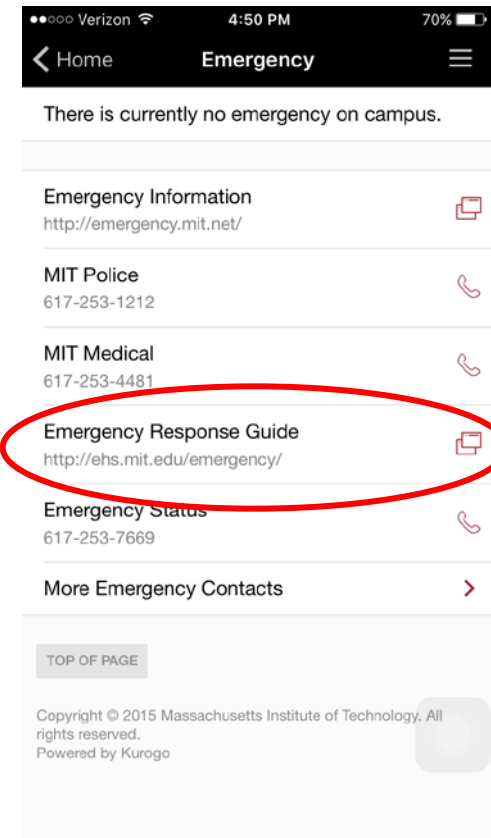 Verizon 4:50 PM 70%
Home Emergency
There is currently no emergency on campus.
Emergency Information
http://emergency.mit.net/
MIT Police
617-253-1212
MIT Medical
617-253-4481
Emergency Response Guide
http://ehs.mit.edu/emergency/
Emergency Status
617-253-7669
More Emergency Contacts
TOP OF PAGE
Copyright © 2015 Massachusetts Institute of Technology. All
rights reserved.
Powered by Kurogo